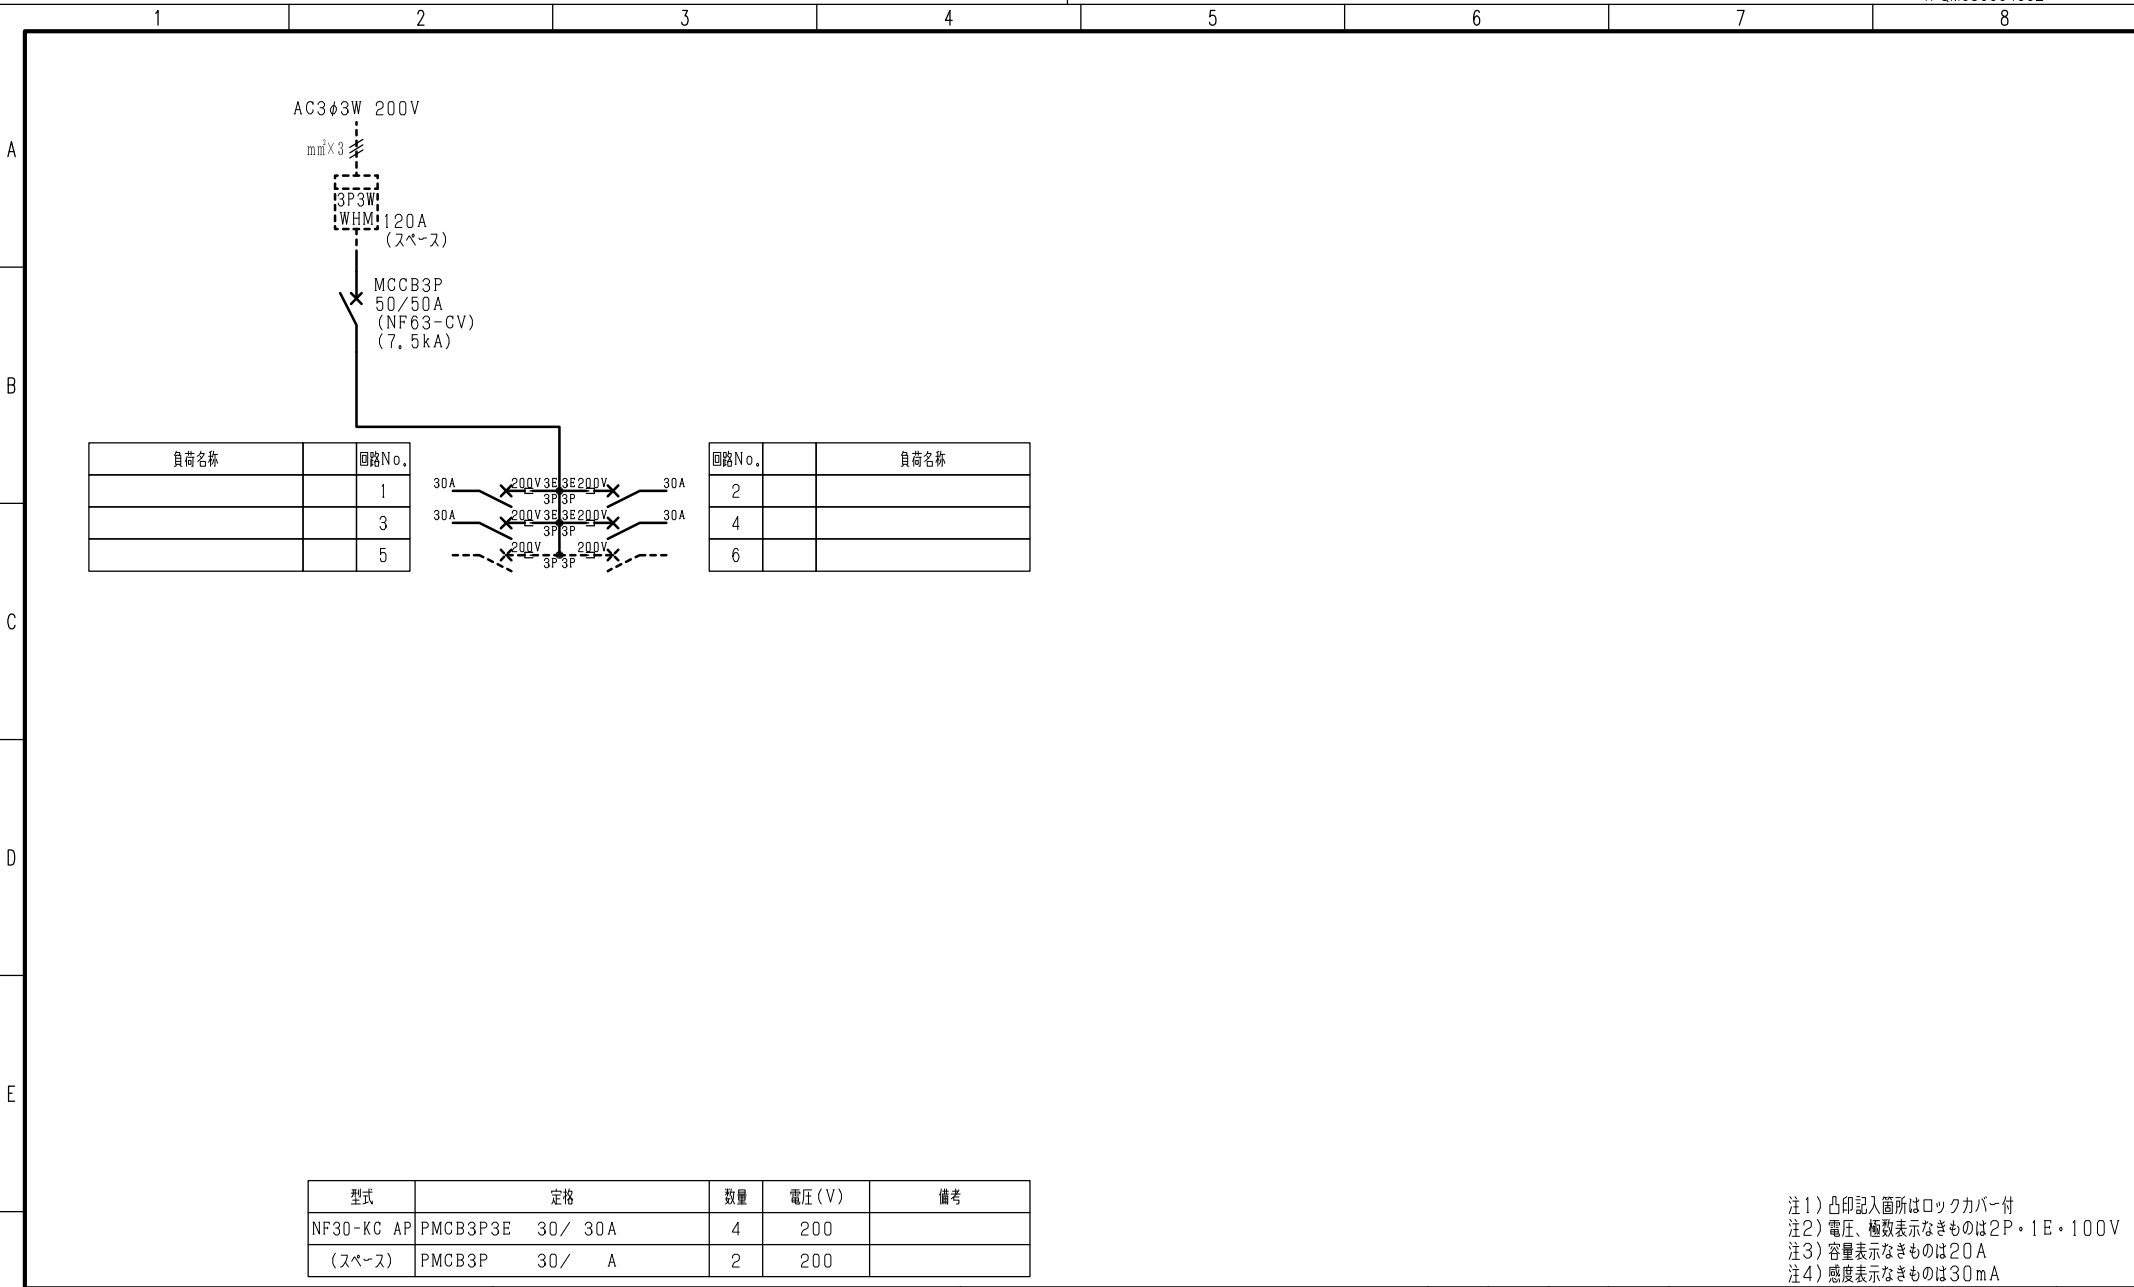 1 2 3 4 5 6 7 8
A
AC3φ3W 200V
mm²×3
3P3W
WHM
120A
(スペース)
B
MCCB3P
50/50A
(NF63-CV)
(7.5kA)
負荷名称 回路No.
1
3
5
30A 200V 3E 3E 200V 30A
3P 3P
30A 200V 3E 3E 200V 30A
3P 3P
200V 200V
3P 3P
回路No. 負荷名称
2
4
6
C
D
E
型式 定格 数量 電圧(V) 備考
NF30-KC AP PMCB3P3E 30/ 30A 4 200
(スペース) PMCB3P 30/ A 2 200
注1)凸印記入箇所はロックカバー付
注2)電圧、極数表示なきものは2P・1E・100V
注3)容量表示なきものは20A
注4)感度表示なきものは30mA